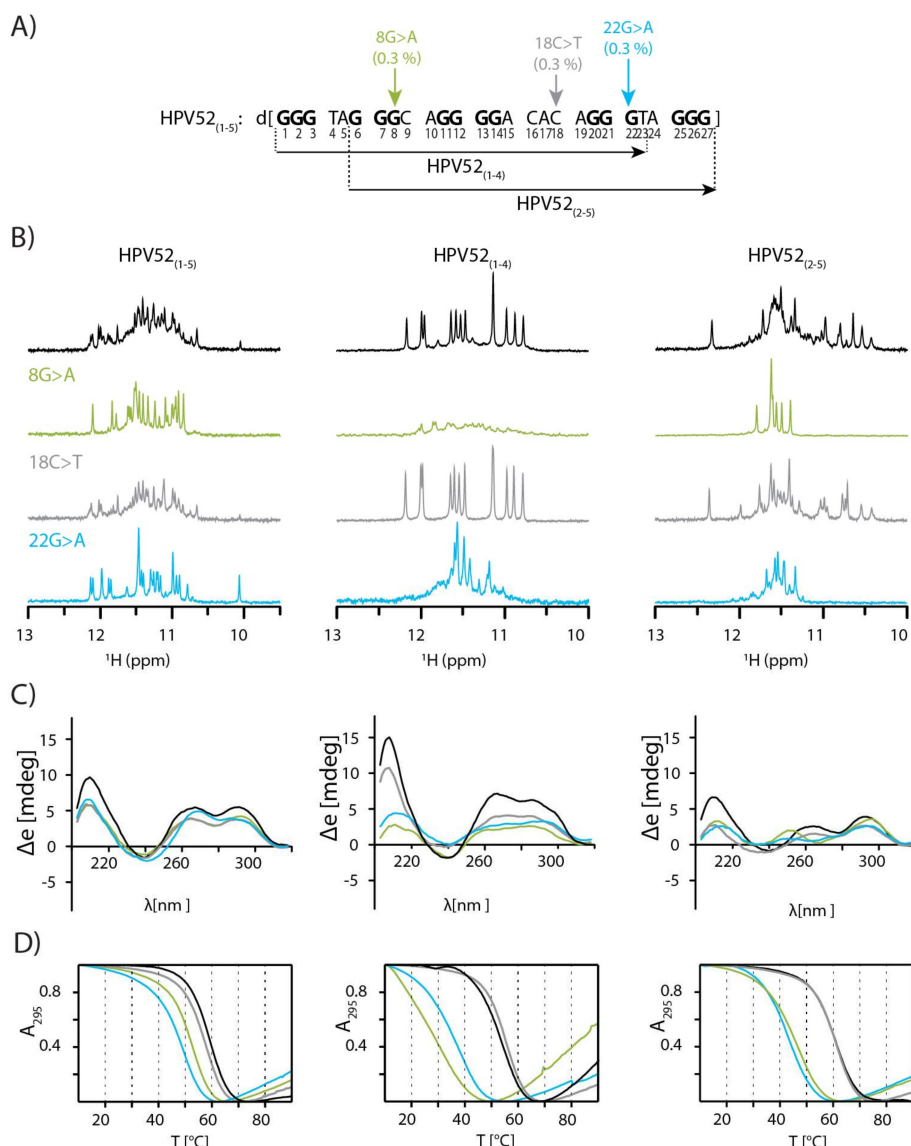 A)
8G>A
(0.3 %)
18C>T
(0.3 %)
22G>A
(0.3 %)
HPV52(1-5): d[GGG TAG GGC AGG GGA CAC AGG GTA GGG]
1 2 3 4 5 6 7 8 9 10 11 12 13 14 15 16 17 18 19 20 21 22 23 24 25 26 27
HPV52(1-4)
HPV52(2-5)
B)
HPV52(1-5) HPV52(1-4) HPV52(2-5)
8G>A
18C>T
22G>A
13 12 11 10 13 12 11 10 13 12 11 10
¹H (ppm) ¹H (ppm) ¹H (ppm)
C)
Δe [mdeg] Δe [mdeg] Δe [mdeg]
15 15 15
10 10 10
5 5 5
0 0 0
-5 -5 -5
220 260 300 220 260 300 220 260 300
λ[nm ] λ[nm ] λ[nm ]
D)
A295 A295 A295
0.8 0.8 0.8
0.4 0.4 0.4
20 40 60 80 20 40 60 80 20 40 60 80
T [°C] T [°C] T [°C]